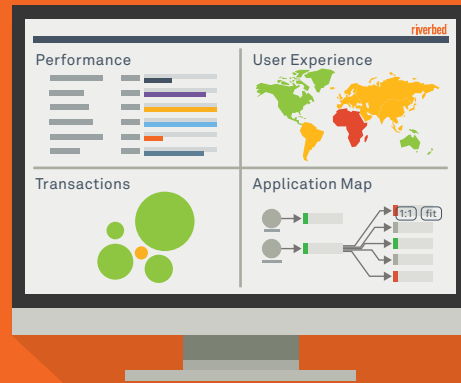 riverbed
Performance
User Experience
Transactions
Application Map
1:1 fit